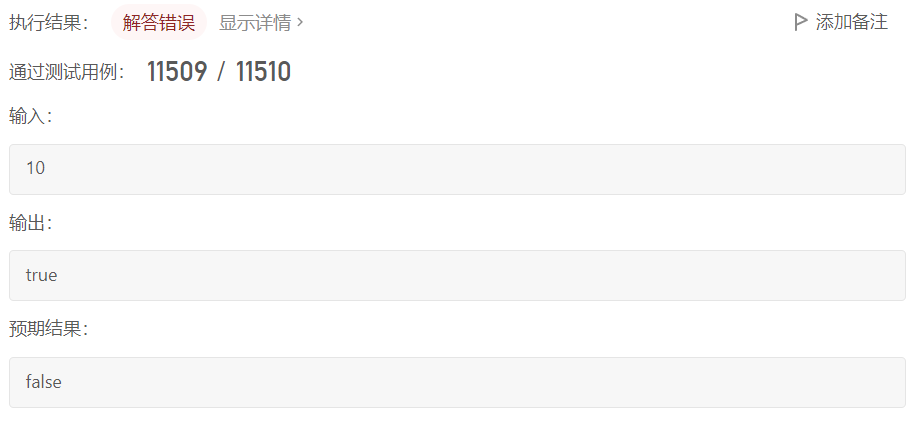 执行结果： 解答错误 显示详情 > 添加备注
通过测试用例： 11509 / 11510
输入：
10
输出：
true
预期结果：
false